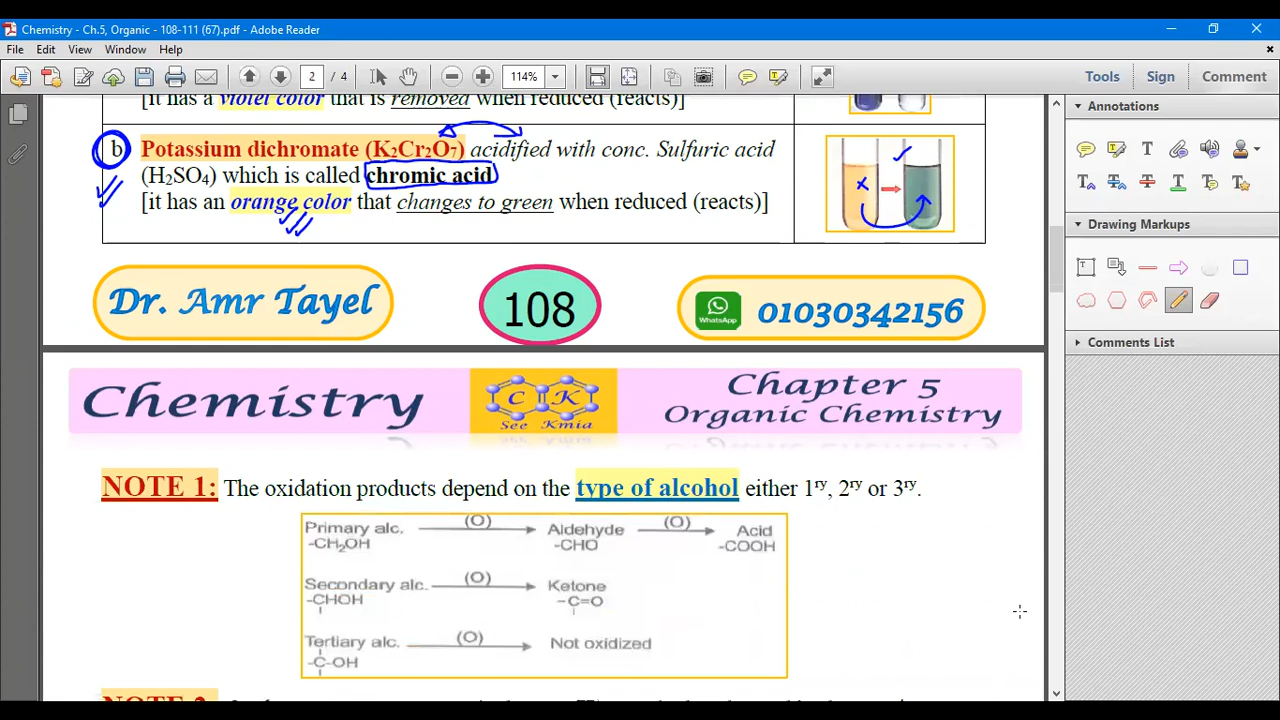 Chemistry - Ch.5, Organic - 108-111 (67).pdf - Adobe Reader
File Edit View Window Help
2 / 4 114% Tools Sign Comment
[it has a violet color that is removed when reduced (reacts)]
b Potassium dichromate (K₂Cr₂O₇) acidified with conc. Sulfuric acid
(H₂SO₄) which is called chromic acid
[it has an orange color that changes to green when reduced (reacts)]
Dr. Amr Tayel 108 WhatsApp 01030342156
Chemistry
C K
See Kmia
Chapter 5
Organic Chemistry
NOTE 1: The oxidation products depend on the type of alcohol either 1ʳʸ, 2ʳʸ or 3ʳʸ.
Primary alc. (O) Aldehyde (O) Acid
-CH₂OH -CHO -COOH
Secondary alc. (O) Ketone
-CHOH -C=O
Tertiary alc. (O) Not oxidized
-C-OH
Annotations
T
Drawing Markups
Comments List